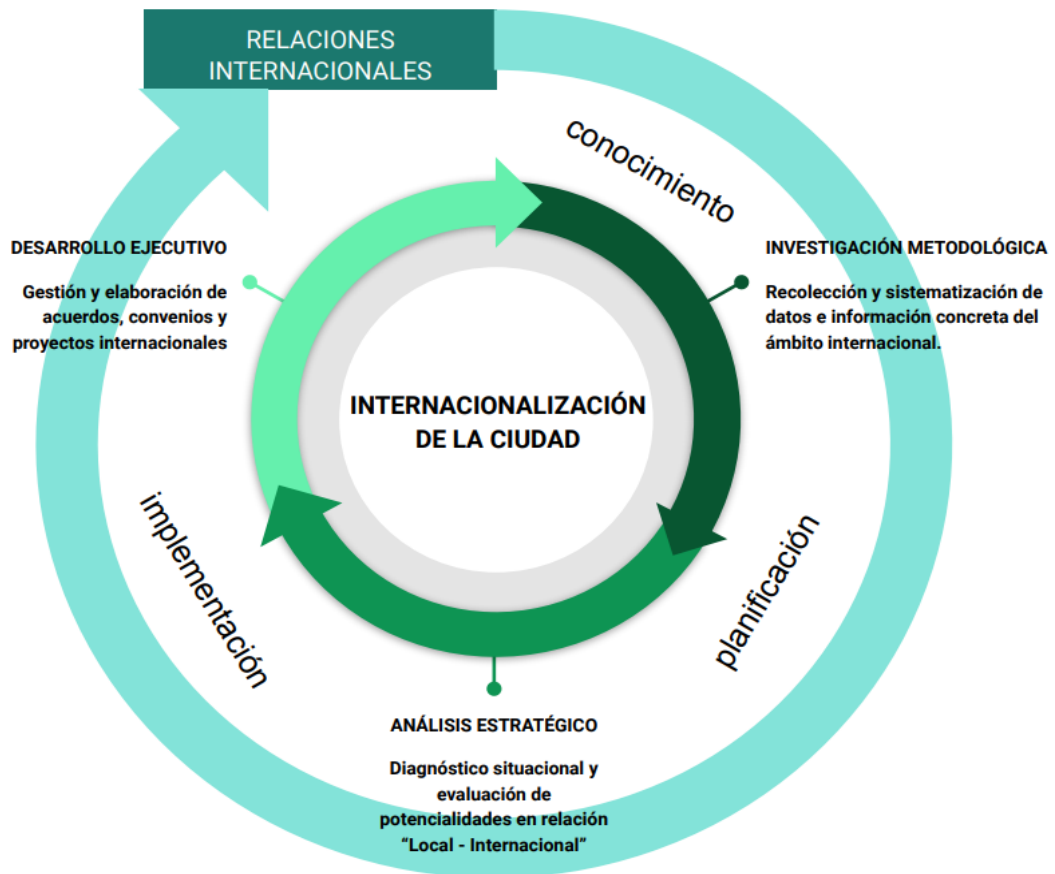 RELACIONES
INTERNACIONALES
conocimiento
INVESTIGACIÓN METODOLÓGICA
Recolección y sistematización de
datos e información concreta del
ámbito internacional.
planificación
ANÁLISIS ESTRATÉGICO
Diagnóstico situacional y
evaluación de
potencialidades en relación
“Local - Internacional”
implementación
DESARROLLO EJECUTIVO
Gestión y elaboración de
acuerdos, convenios y
proyectos internacionales
INTERNACIONALIZACIÓN
DE LA CIUDAD